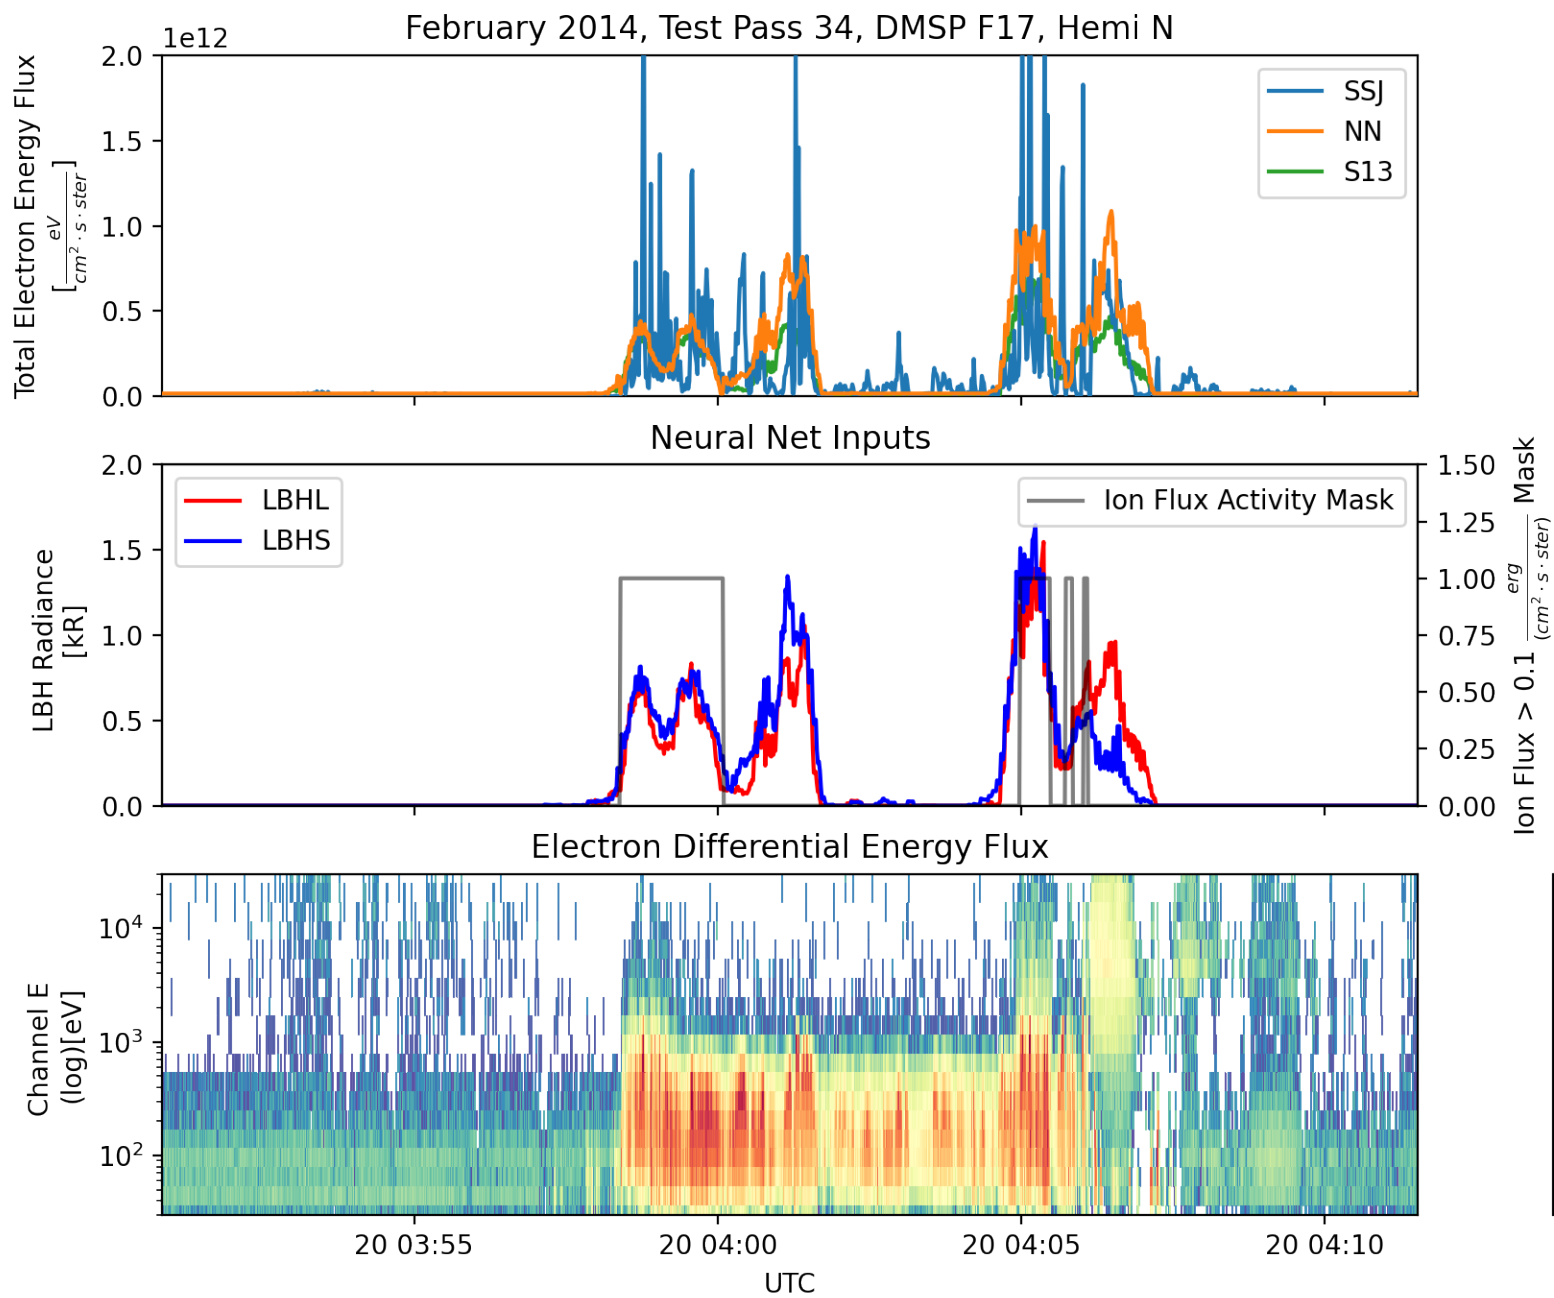 February 2014, Test Pass 34, DMSP F17, Hemi N
1e12
Total Electron Energy Flux
[eV / cm² · s · ster]
2.0
1.5
1.0
0.5
0.0
SSJ
NN
S13
Neural Net Inputs
LBH Radiance
[kR]
2.0
1.5
1.0
0.5
0.0
LBHL
LBHS
Ion Flux Activity Mask
1.50
1.25
1.00
0.75
0.50
0.25
0.00
Ion Flux > 0.1 erg / (cm² · s · ster) Mask
Electron Differential Energy Flux
Channel E
(log)[eV]
10⁴
10³
10²
20 03:55
20 04:00
20 04:05
20 04:10
UTC